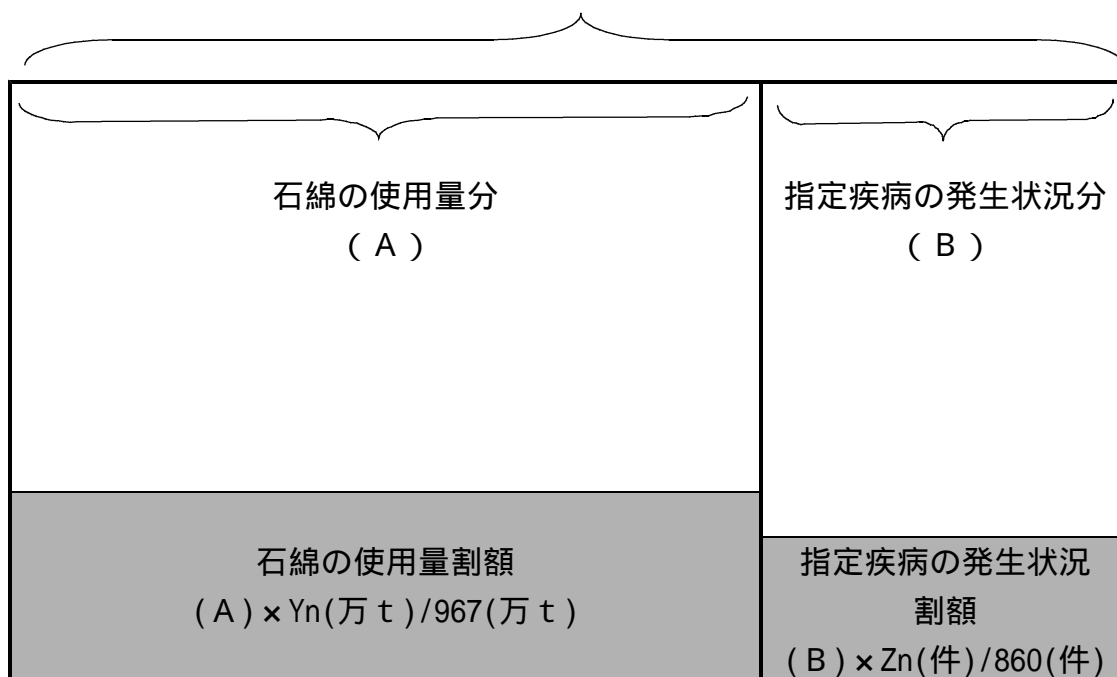 石綿の使用量分
(A)
指定疾病の発生状況分
(B)
石綿の使用量割額
(A)×Yn(万t)/967(万t)
指定疾病の発生状況
割額
(B)×Zn(件)/860(件)